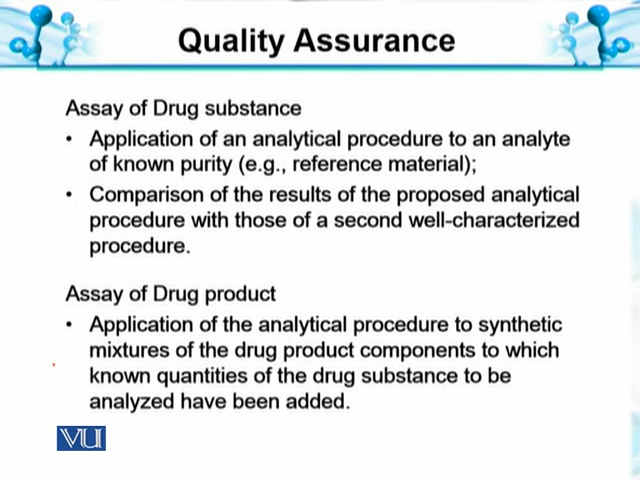 Quality Assurance
Assay of Drug substance
• Application of an analytical procedure to an analyte
of known purity (e.g., reference material);
• Comparison of the results of the proposed analytical
procedure with those of a second well-characterized
procedure.
Assay of Drug product
• Application of the analytical procedure to synthetic
mixtures of the drug product components to which
known quantities of the drug substance to be
analyzed have been added.
VU